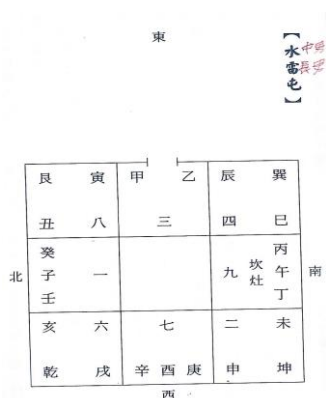 東
【水雷屯】
中男
長男
艮 寅 甲 乙 辰 巽
丑 八 三 四 巳
北
癸
子 一
壬
九 坎灶
丙
午
丁
南
亥 六 七 二 未
乾 戌 辛 酉 庚 申 坤
西